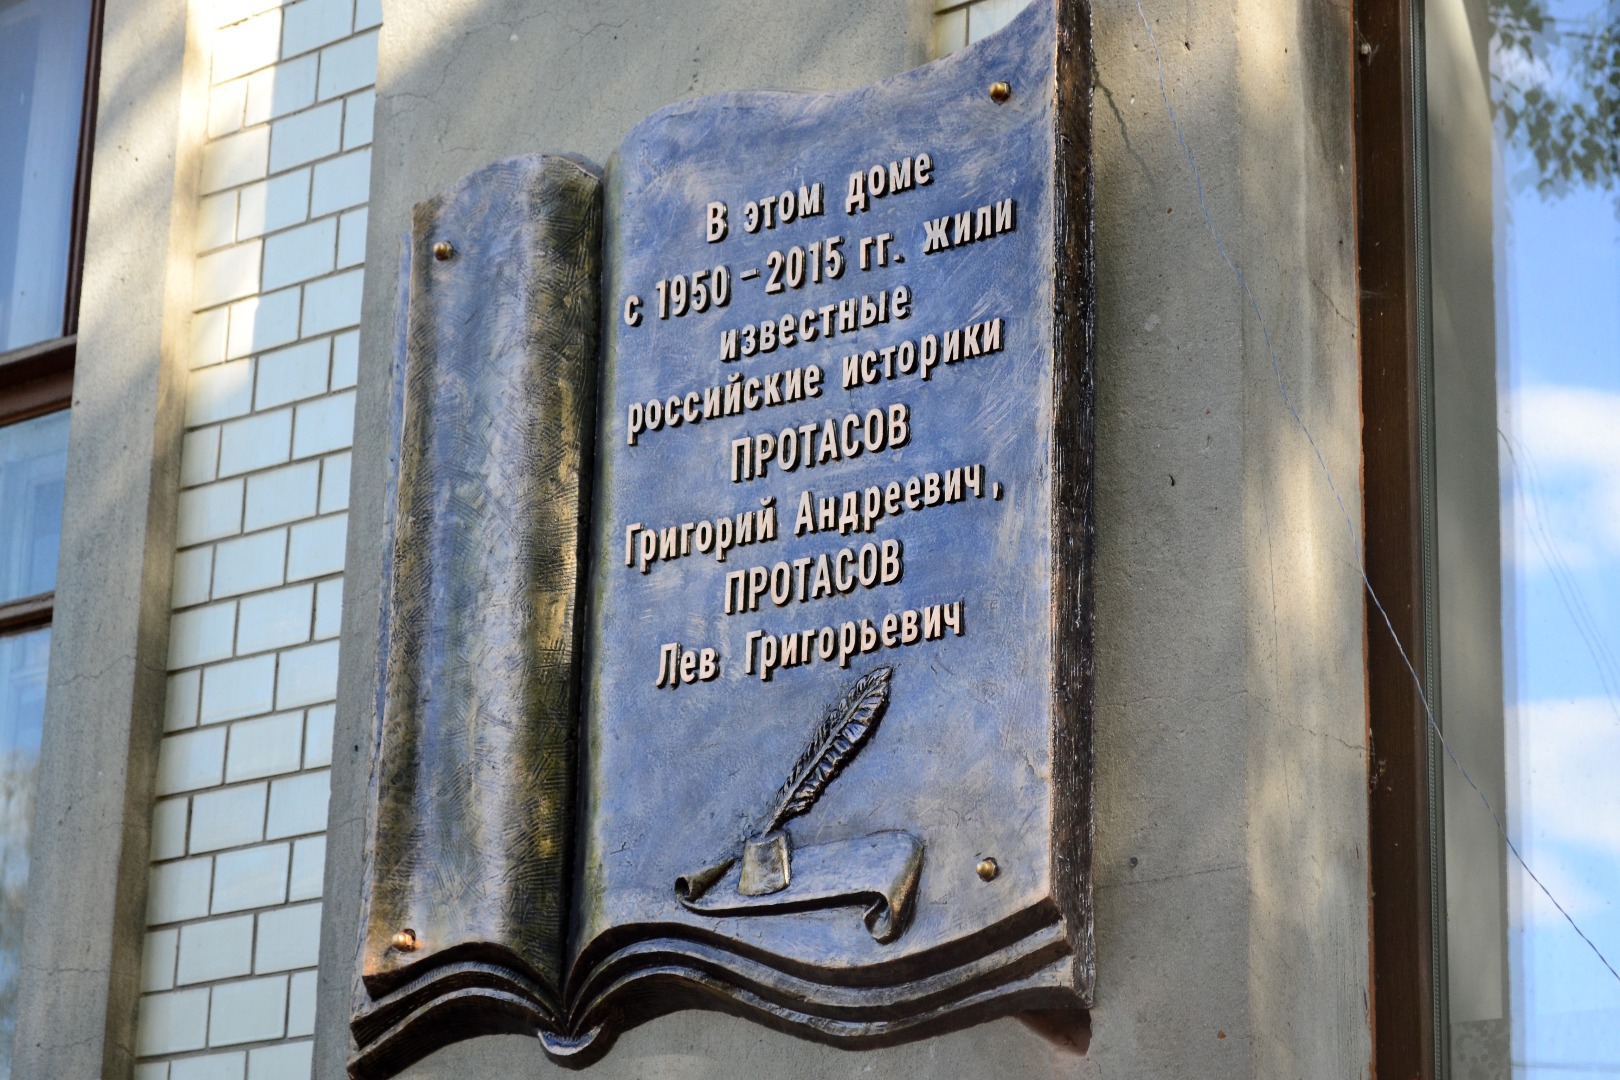 В этом доме
с 1950 – 2015 гг. жили
известные
российские историки
ПРОТАСОВ
Григорий Андреевич,
ПРОТАСОВ
Лев Григорьевич